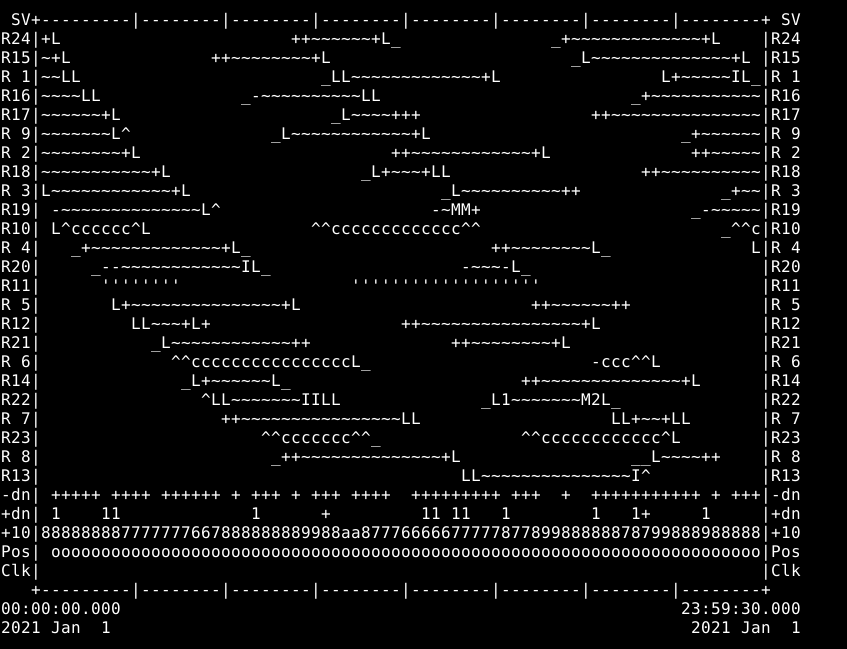 SV+---------|--------|--------|--------|--------|--------|--------|--------+ SV
R24|+L                       ++~~~~~~+L_               _+~~~~~~~~~~~~~+L    |R24
R15|~+L              ++~~~~~~~~+L                        _L~~~~~~~~~~~~~~+L |R15
R 1|~~LL                        _LL~~~~~~~~~~~~~+L                L+~~~~~IL_|R 1
R16|~~~~LL              _-~~~~~~~~~~LL                         _+~~~~~~~~~~~|R16
R17|~~~~~~+L                     _L~~~~+++                 ++~~~~~~~~~~~~~~~|R17
R 9|~~~~~~~L^              _L~~~~~~~~~~~~+L                         _+~~~~~~|R 9
R 2|~~~~~~~~+L                         ++~~~~~~~~~~~~+L              ++~~~~~|R 2
R18|~~~~~~~~~~~+L                   _L+~~~+LL                   ++~~~~~~~~~~|R18
R 3|L~~~~~~~~~~~~+L                         _L~~~~~~~~~~++              _+~~|R 3
R19| -~~~~~~~~~~~~~~L^                     -~MM+                     _-~~~~~|R19
R10| L^cccccc^L                ^^ccccccccccccc^^                        _^^c|R10
R 4|   _+~~~~~~~~~~~~~+L_                        ++~~~~~~~~L_              L|R 4
R20|     _--~~~~~~~~~~~~IL_                   -~~~-L_                       |R20
R11|      ''''''''                 '''''''''''''''''''                      |R11
R 5|       L+~~~~~~~~~~~~~~~+L                       ++~~~~~~++             |R 5
R12|         LL~~~+L+                   ++~~~~~~~~~~~~~~~~+L                |R12
R21|           _L~~~~~~~~~~~~++              ++~~~~~~~~+L                   |R21
R 6|             ^^ccccccccccccccccL_                      -ccc^^L          |R 6
R14|              _L+~~~~~~L_                       ++~~~~~~~~~~~~~~+L      |R14
R22|                ^LL~~~~~~~IILL              _L1~~~~~~~M2L_              |R22
R 7|                  ++~~~~~~~~~~~~~~~~LL                   LL+~~+LL       |R 7
R23|                      ^^ccccccc^^_              ^^cccccccccccc^L        |R23
R 8|                       _++~~~~~~~~~~~~~~+L                 __L~~~~++    |R 8
R13|                                          LL~~~~~~~~~~~~~~~I^           |R13
-dn| +++++ ++++ ++++++ + +++ + +++ ++++  +++++++++ +++  +  +++++++++++ + +++|-dn
+dn| 1    11             1      +         11 11   1        1   1+     1     |+dn
+10|888888887777777667888888889988aa8777666667777787789988888878799888988888|+10
Pos| ooooooooooooooooooooooooooooooooooooooooooooooooooooooooooooooooooooooo|Pos
Clk|                                                                        |Clk
   +---------|--------|--------|--------|--------|--------|--------|--------+
00:00:00.000                                                        23:59:30.000
2021 Jan  1                                                          2021 Jan  1